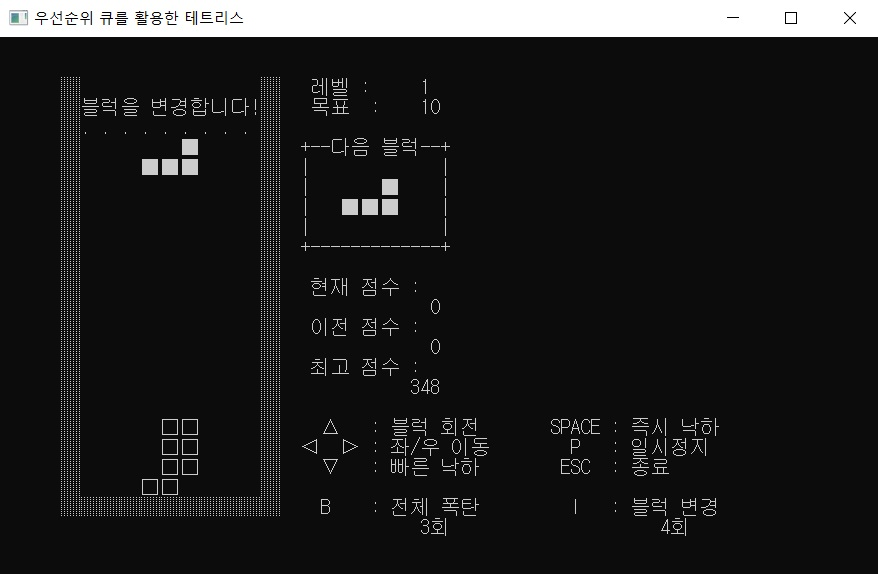 우선순위 큐를 활용한 테트리스
블럭을 변경합니다!
레벨 : 1
목표 : 10
다음 블럭
현재 점수 :
0
이전 점수 :
0
최고 점수 :
348
△ : 블럭 회전 SPACE : 즉시 낙하
◁ ▷ : 좌/우 이동 P : 일시정지
▽ : 빠른 낙하 ESC : 종료
B : 전체 폭탄 I : 블럭 변경
3회 4회